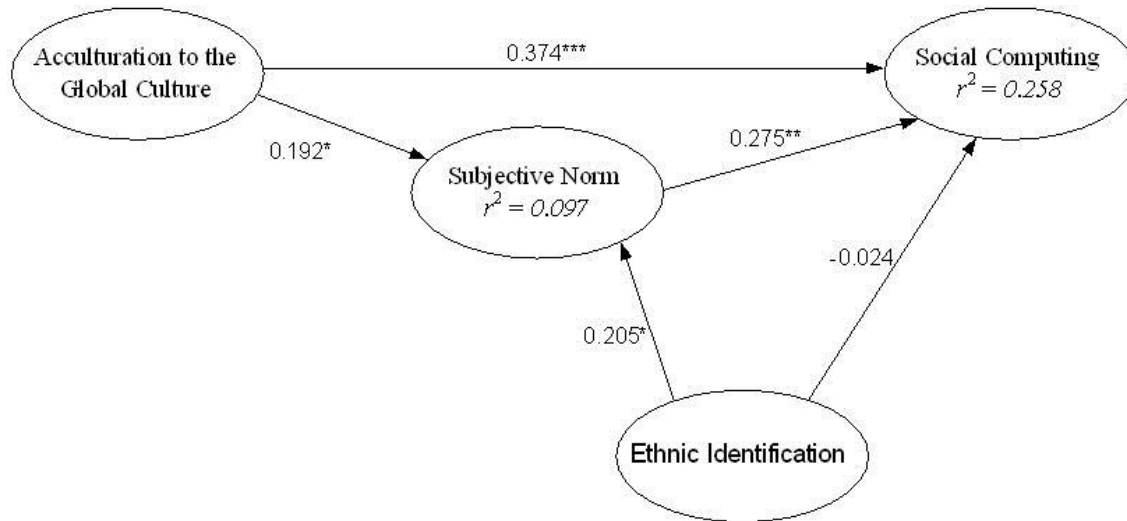 Acculturation to the
Global Culture
0.374***
Social Computing
r² = 0.258
0.192*
0.275**
Subjective Norm
r² = 0.097
-0.024
0.205*
Ethnic Identification